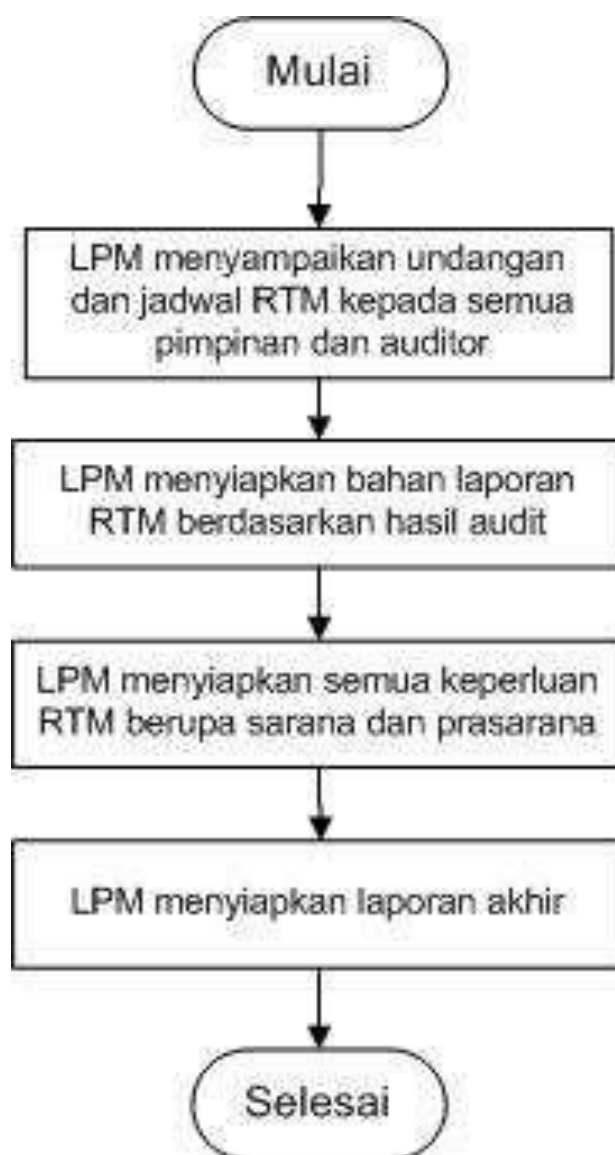 Mulai
LPM menyampaikan undangan
dan jadwal RTM kepada semua
pimpinan dan auditor
LPM menyiapkan bahan laporan
RTM berdasarkan hasil audit
LPM menyiapkan semua keperluan
RTM berupa sarana dan prasarana
LPM menyiapkan laporan akhir
Selesai